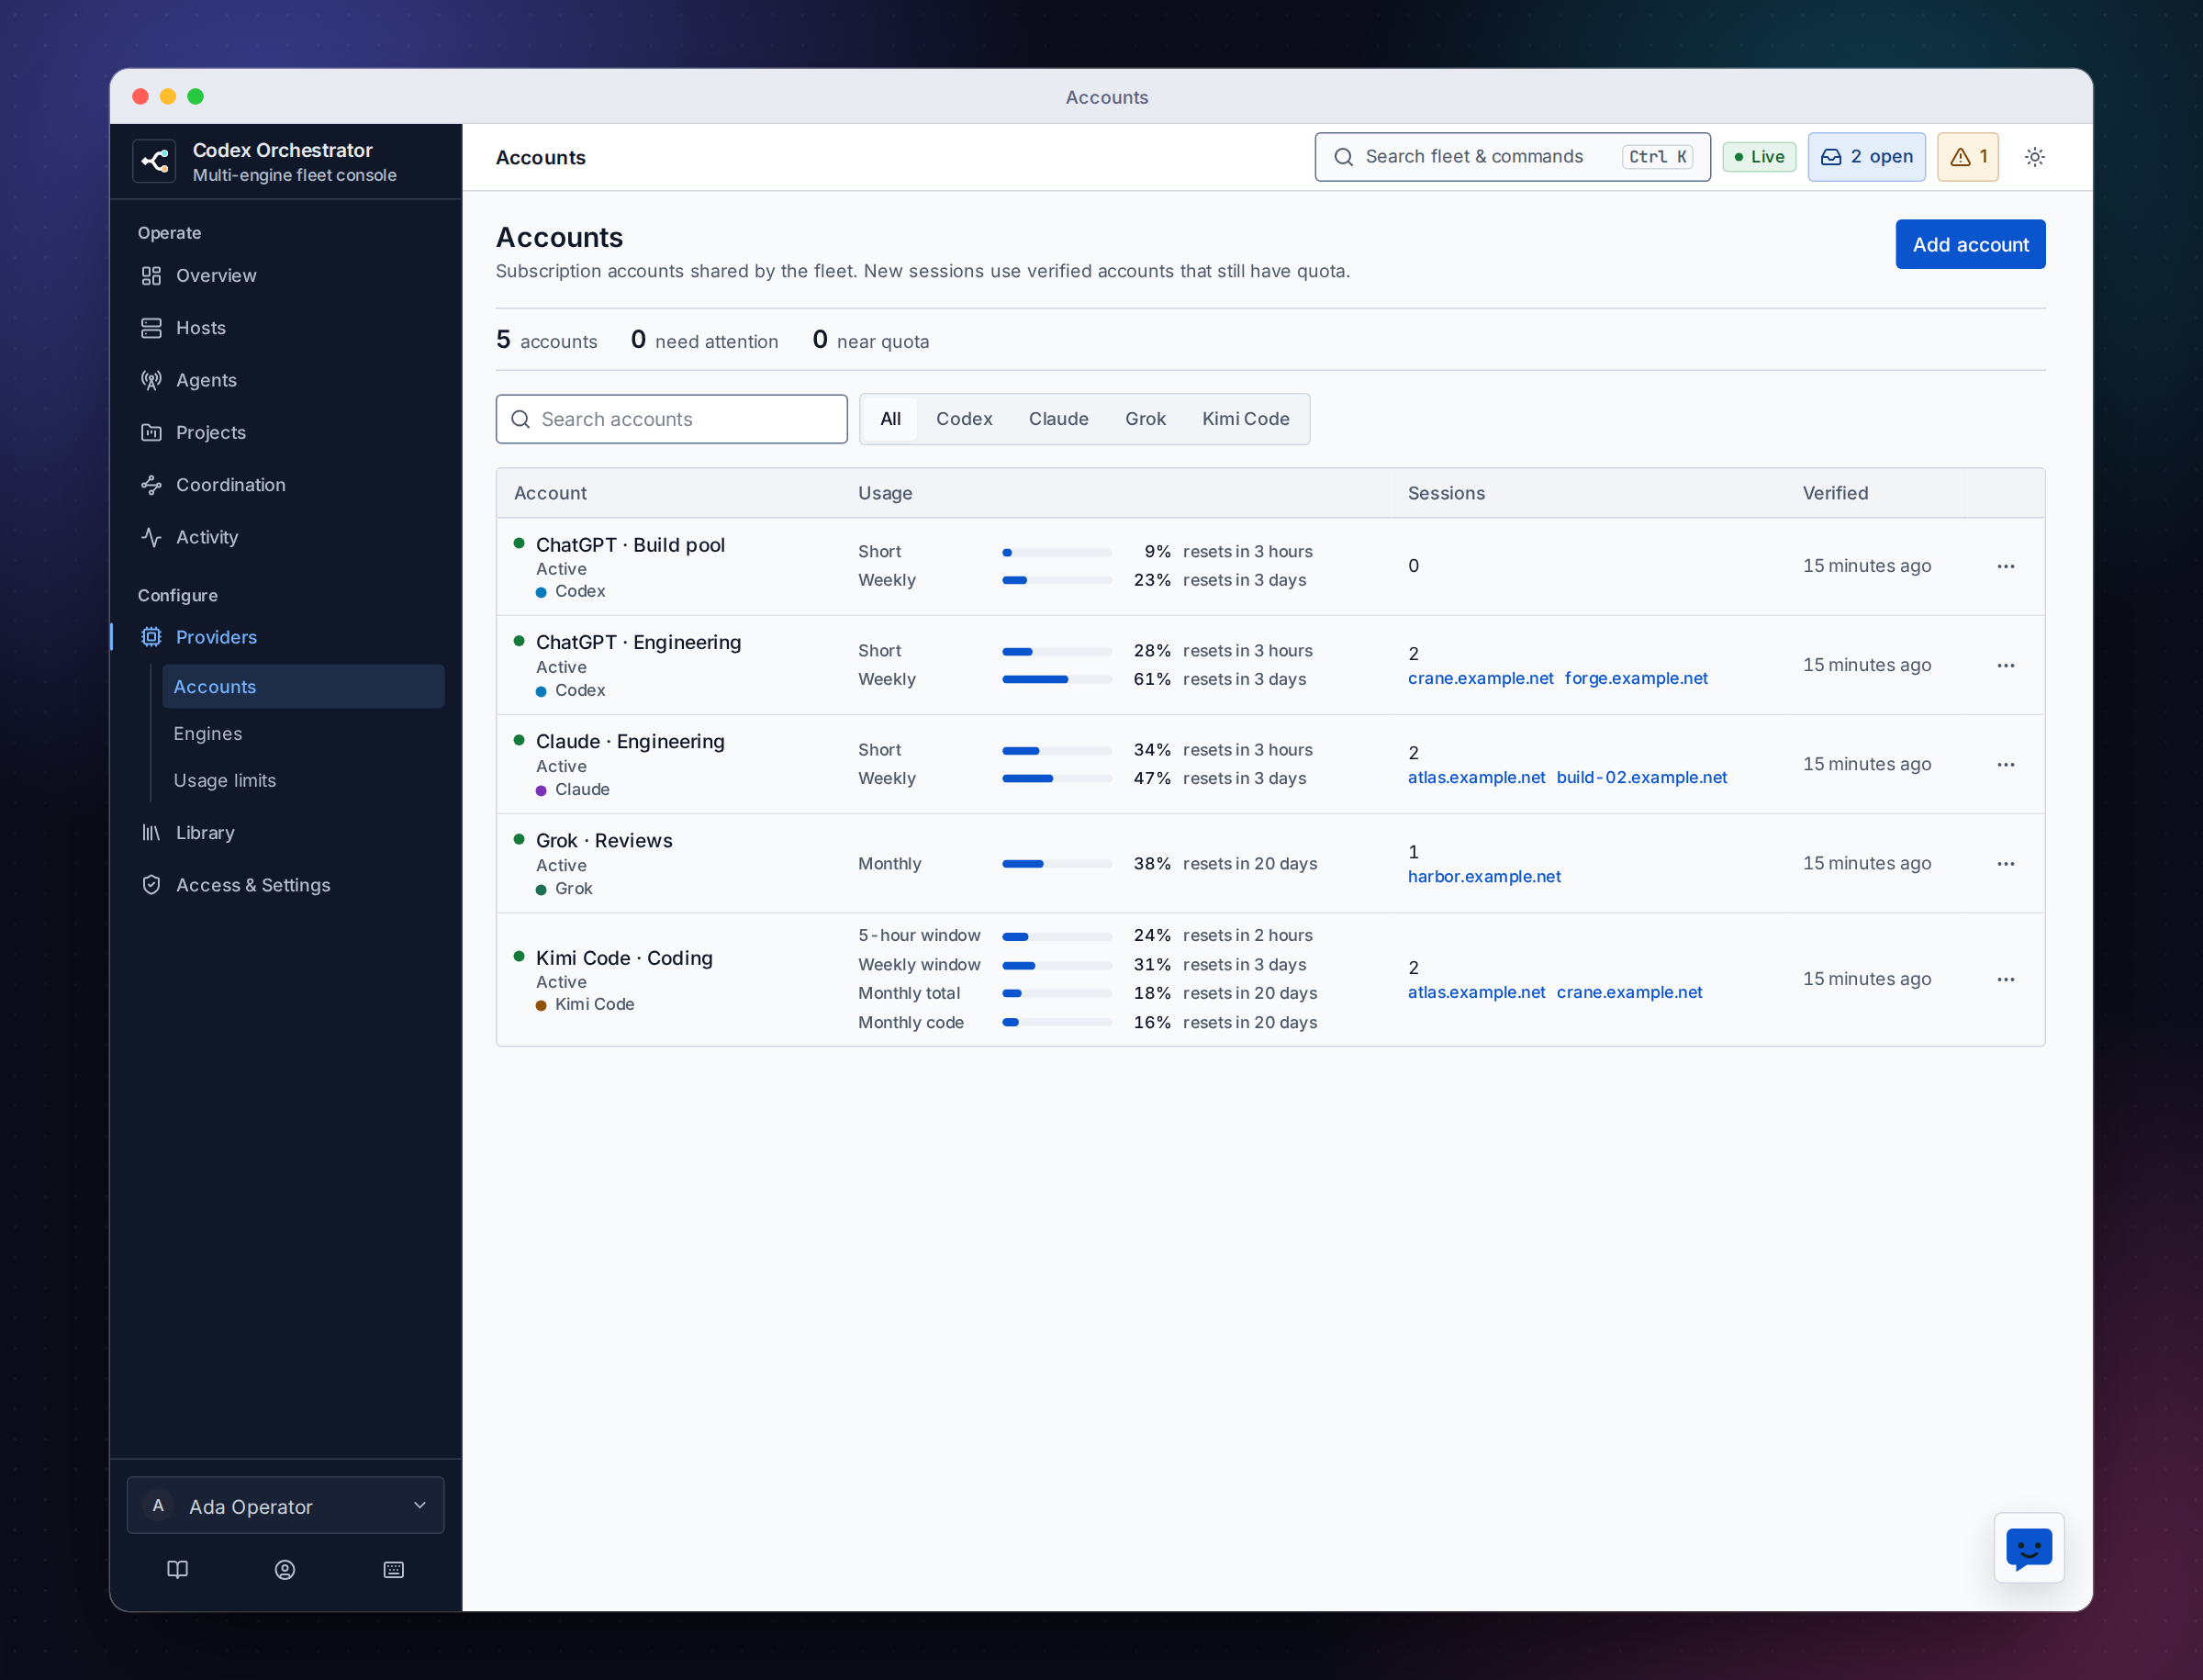 Accounts
Codex Orchestrator
Multi-engine fleet console
Accounts
Search fleet & commands
Ctrl K
Live
2 open
1
Operate
Overview
Hosts
Agents
Projects
Coordination
Activity
Configure
Providers
Accounts
Engines
Usage limits
Library
Access & Settings
A
Ada Operator
Accounts
Subscription accounts shared by the fleet. New sessions use verified accounts that still have quota.
Add account
5 accounts 0 need attention 0 near quota
Search accounts
All Codex Claude Grok Kimi Code
Account Usage Sessions Verified
ChatGPT · Build pool
Active
Codex
Short 9% resets in 3 hours
Weekly 23% resets in 3 days
0
15 minutes ago
ChatGPT · Engineering
Active
Codex
Short 28% resets in 3 hours
Weekly 61% resets in 3 days
2
crane.example.net forge.example.net
15 minutes ago
Claude · Engineering
Active
Claude
Short 34% resets in 3 hours
Weekly 47% resets in 3 days
2
atlas.example.net build-02.example.net
15 minutes ago
Grok · Reviews
Active
Grok
Monthly 38% resets in 20 days
1
harbor.example.net
15 minutes ago
Kimi Code · Coding
Active
Kimi Code
5-hour window 24% resets in 2 hours
Weekly window 31% resets in 3 days
Monthly total 18% resets in 20 days
Monthly code 16% resets in 20 days
2
atlas.example.net crane.example.net
15 minutes ago